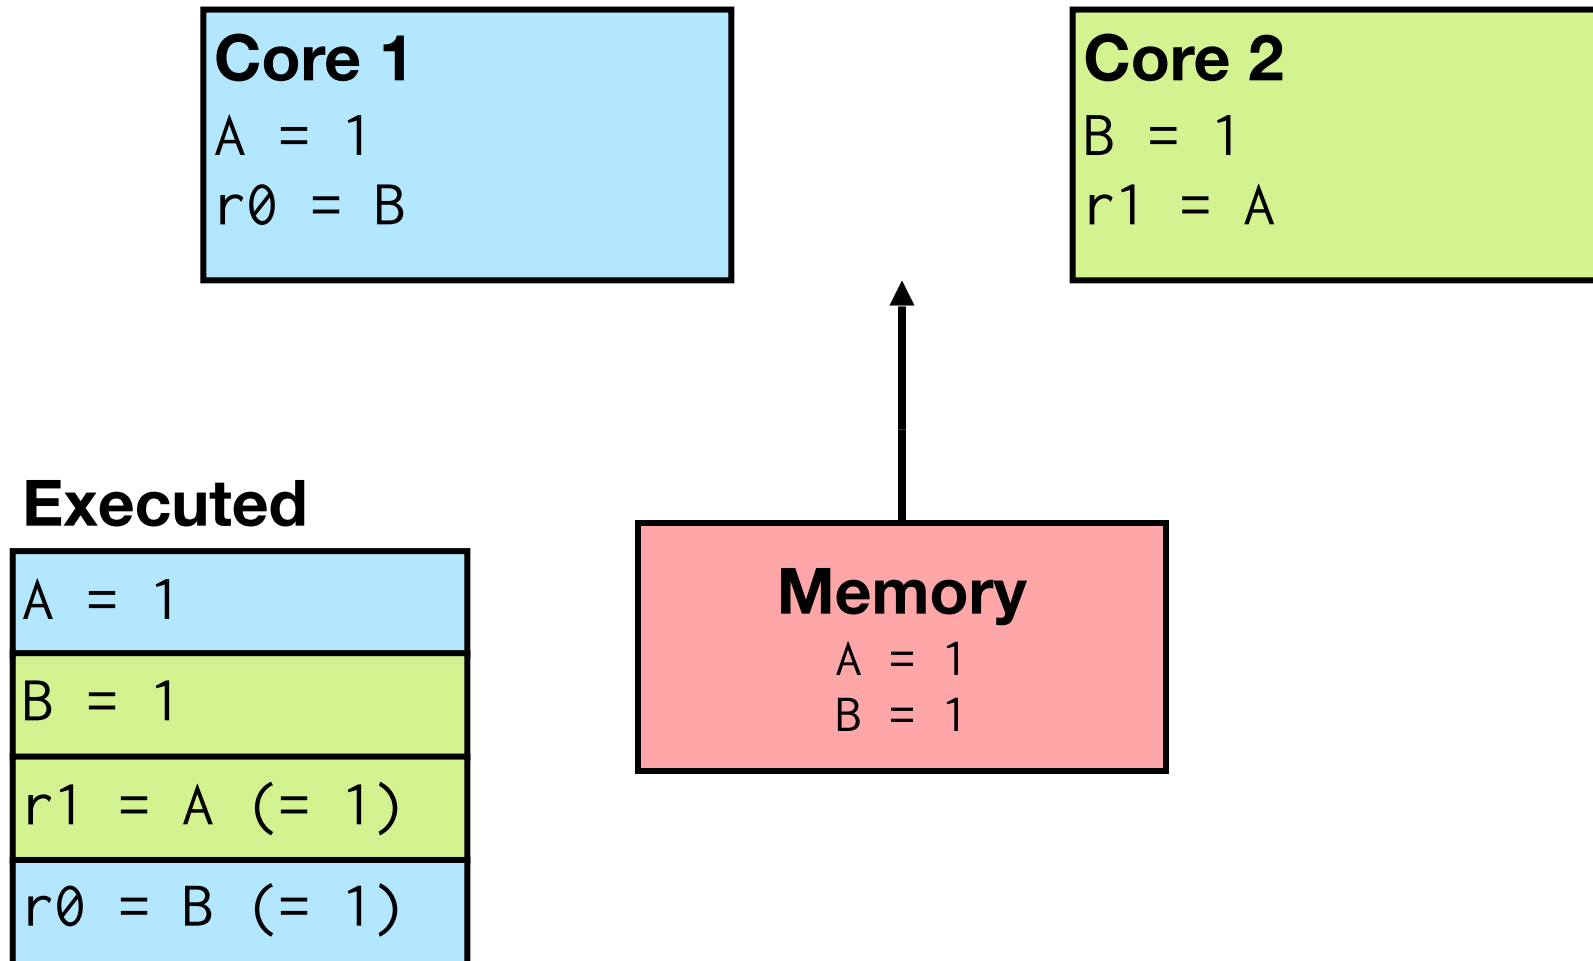 Core 1
A = 1
r0 = B
Core 2
B = 1
r1 = A
Executed
A = 1
B = 1
r1 = A (= 1)
r0 = B (= 1)
Memory
A = 1
B = 1